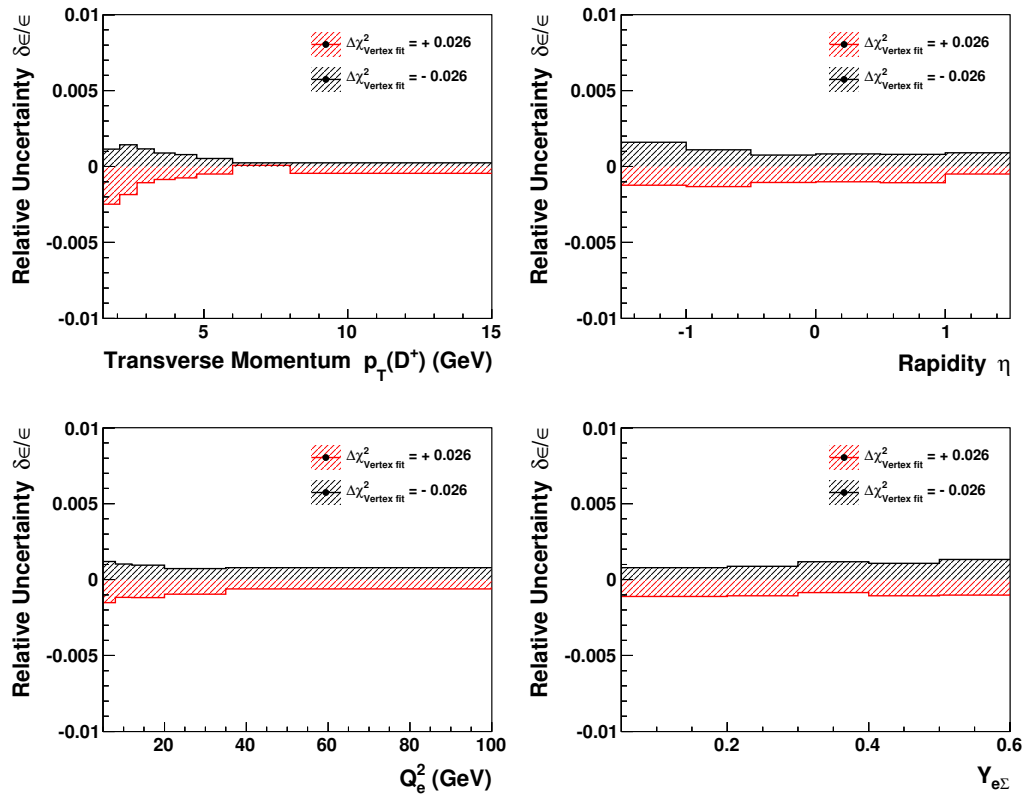 Relative Uncertainty δϵ/ϵ
0.01
0.005
0
-0.005
-0.01
Δχ²Vertex fit = + 0.026
Δχ²Vertex fit = - 0.026
5
10
15
Transverse Momentum pT(D+) (GeV)
Relative Uncertainty δϵ/ϵ
0.01
0.005
0
-0.005
-0.01
Δχ²Vertex fit = + 0.026
Δχ²Vertex fit = - 0.026
-1
0
1
Rapidity η
Relative Uncertainty δϵ/ϵ
0.01
0.005
0
-0.005
-0.01
Δχ²Vertex fit = + 0.026
Δχ²Vertex fit = - 0.026
20
40
60
80
100
Q²e (GeV)
Relative Uncertainty δϵ/ϵ
0.01
0.005
0
-0.005
-0.01
Δχ²Vertex fit = + 0.026
Δχ²Vertex fit = - 0.026
0.2
0.4
0.6
YeΣ